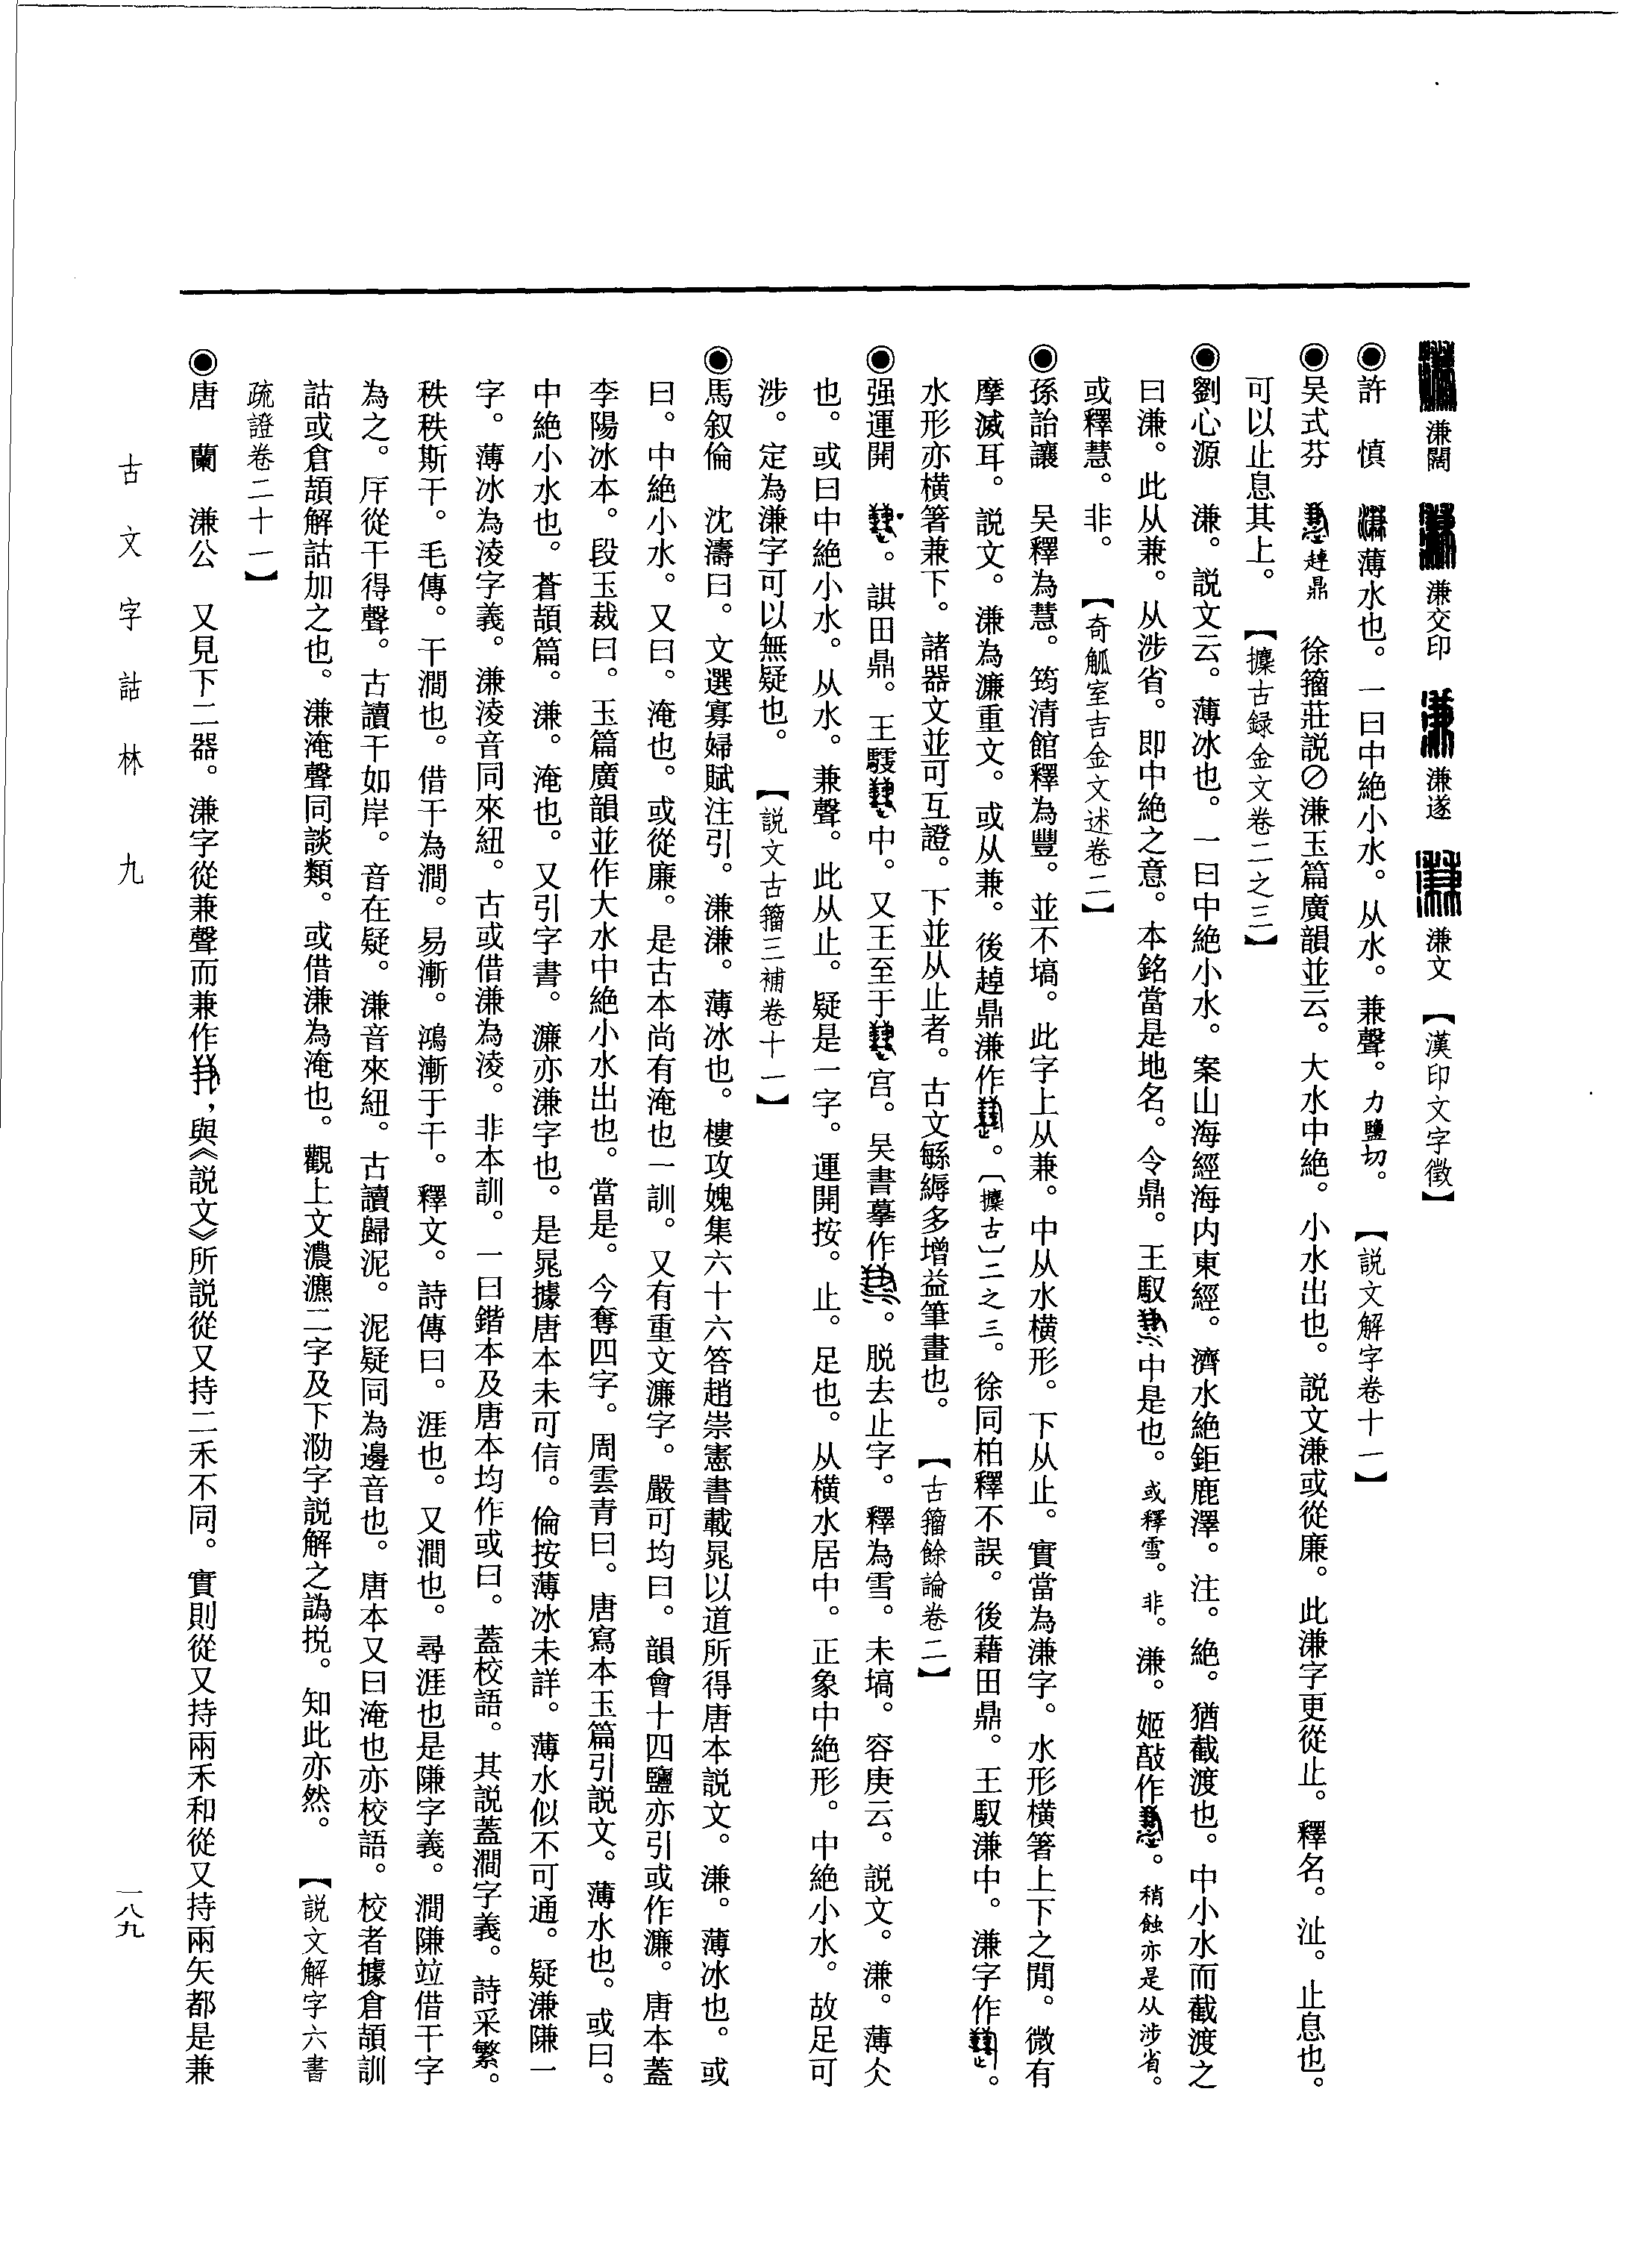 溓闊 溓交印 溓遂 溓文 【漢印文字徵】
◉許 慎 薄水也。一曰中絶小水。从水。兼聲。力鹽切。 【説文解字卷十一】
◉吴式芬 趠鼎 徐籀莊説⊘溓玉篇廣韻並云。大水中絶。小水出也。説文溓或從廉。此溓字更從止。釋名。沚。止息也。
可以止息其上。 【攗古録金文卷二之三】
◉劉心源 溓。説文云。薄冰也。一曰中絶小水。案山海經海内東經。濟水絶鉅鹿澤。注。絶。猶截渡也。中小水而截渡之
曰溓。此从兼。从涉省。即中絶之意。本銘當是地名。令鼎。王馭中是也。或釋雪。非。溓。姬敲作。稍蝕亦是从涉省。
或釋慧。非。 【奇觚室吉金文述卷二】
◉孫詒讓 吴釋為慧。筠清館釋為豐。並不塙。此字上从兼。中从水横形。下从止。實當為溓字。水形横箸上下之閒。微有
摩滅耳。説文。溓為濂重文。或从兼。後趠鼎溓作。〔攗古〕二之三。徐同柏釋不誤。後藉田鼎。王馭溓中。溓字作。
水形亦横箸兼下。諸器文並可互證。下並从止者。古文緐縟多增益筆畫也。 【古籀餘論卷二】
◉强運開 。諆田鼎。王中。又王至于宫。吴書摹作。脱去止字。釋為雪。未塙。容庚云。説文。溓。薄仌
也。或曰中絶小水。从水。兼聲。此从止。疑是一字。運開按。止。足也。从横水居中。正象中絶形。中絶小水。故足可
涉。定為溓字可以無疑也。 【説文古籀三補卷十一】
◉馬叙倫 沈濤曰。文選寡婦賦注引。溓溓。薄冰也。樓攻媿集六十六答趙崇憲書載晁以道所得唐本説文。溓。薄冰也。或
曰。中絶小水。又曰。淹也。或從廉。是古本尚有淹也一訓。又有重文濂字。嚴可均曰。韻會十四鹽亦引或作濂。唐本蓋
李陽冰本。段玉裁曰。玉篇廣韻並作大水中絶小水出也。當是。今奪四字。周雲青曰。唐寫本玉篇引説文。薄水也。或曰。
中絶小水也。蒼頡篇。溓。淹也。又引字書。濂亦溓字也。是晁據唐本未可信。倫按薄冰未詳。薄水似不可通。疑溓隒一
字。薄冰為淩字義。溓淩音同來紐。古或借溓為淩。非本訓。一曰鍇本及唐本均作或曰。蓋校語。其説蓋澗字義。詩采繁。
秩秩斯干。毛傳。干澗也。借干為澗。易漸。鴻漸于干。釋文。詩傳曰。涯也。又澗也。尋涯也是隒字義。澗隒竝借干字
為之。厈從干得聲。古讀干如岸。音在疑。溓音來紐。古讀歸泥。泥疑同為邊音也。唐本又曰淹也亦校語。校者據倉頡訓
詁或倉頡解詁加之也。溓淹聲同談類。或借溓為淹也。觀上文濃瀌二字及下泐字説解之譌挩。知此亦然。 【説文解字六書
疏證卷二十一】
◉唐 蘭 溓公 又見下二器。溓字從兼聲而兼作，與《説文》所説從又持二禾不同。實則從又持兩禾和從又持兩矢都是兼
古文字詁林 九
一八九